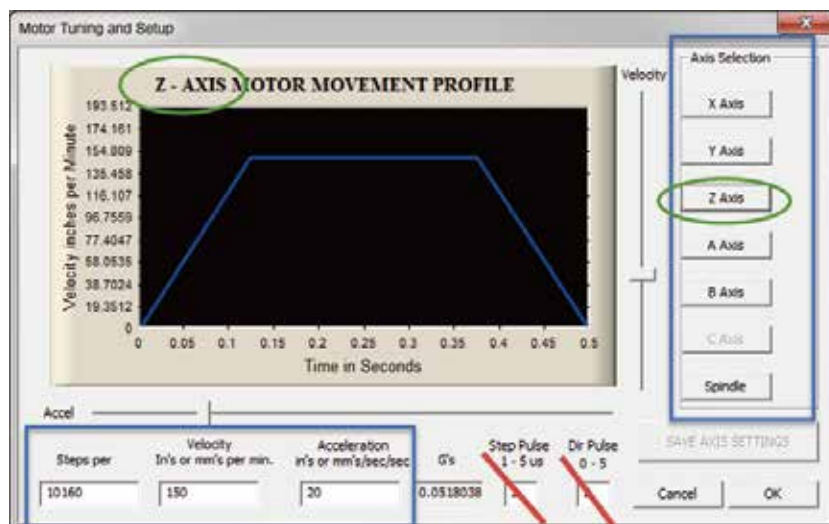 Motor Tuning and Setup
Z - AXIS MOTOR MOVEMENT PROFILE
Velocity
Axis Selection
Velocity inches per Minute
193.512
174.161
154.809
135.458
116.107
96.7559
77.4047
58.0535
38.7024
19.3512
0
0 0.05 0.1 0.15 0.2 0.25 0.3 0.35 0.4 0.45 0.5
Time in Seconds
X Axis
Y Axis
Z Axis
A Axis
B Axis
C Axis
Spindle
Accel
Steps per
Velocity
In's or mm's per min.
Acceleration
in's or mm's/sec/sec
G's
Step Pulse
1 - 5 us
Dir Pulse
0 - 5
SAVE AXIS SETTINGS
10160
150
20
0.0518038
Cancel
OK